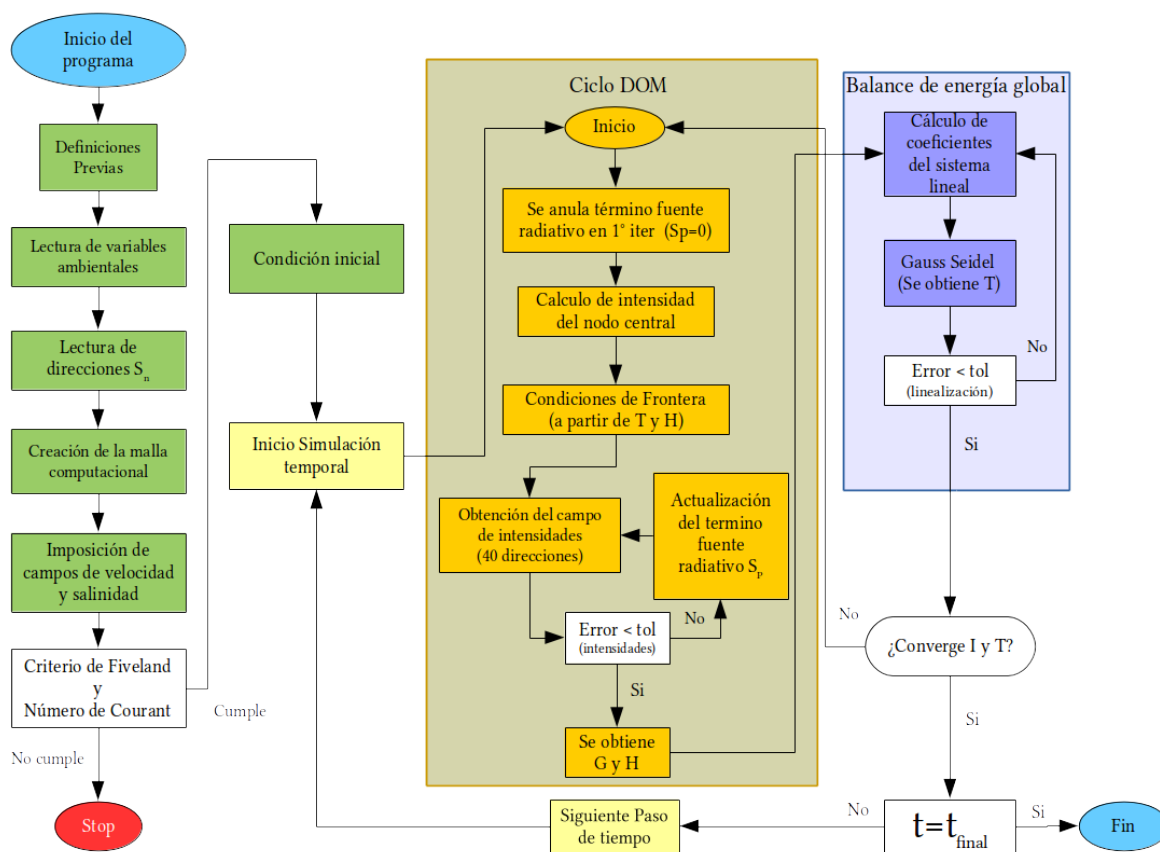 Inicio del
programa
Definiciones
Previas
Lectura de variables
ambientales
Lectura de
direcciones Sn
Creación de la malla
computacional
Imposición de
campos de velocidad
y salinidad
Criterio de Fiveland
y
Número de Courant
Cumple
No cumple
Stop
Condición inicial
Inicio Simulación
temporal
Ciclo DOM
Inicio
Se anula término fuente
radiativo en 1° iter (Sp=0)
Calculo de intensidad
del nodo central
Condiciones de Frontera
(a partir de T y H)
Obtención del campo
de intensidades
(40 direcciones)
Actualización
del termino
fuente
radiativo SP
Error < tol
(intensidades)
No
Si
Se obtiene
G y H
Balance de energía global
Cálculo de
coeficientes
del sistema
lineal
Gauss Seidel
(Se obtiene T)
Error < tol
(linealización)
No
Si
¿Converge I y T?
No
Si
t=tfinal
No
Si
Siguiente Paso
de tiempo
Fin